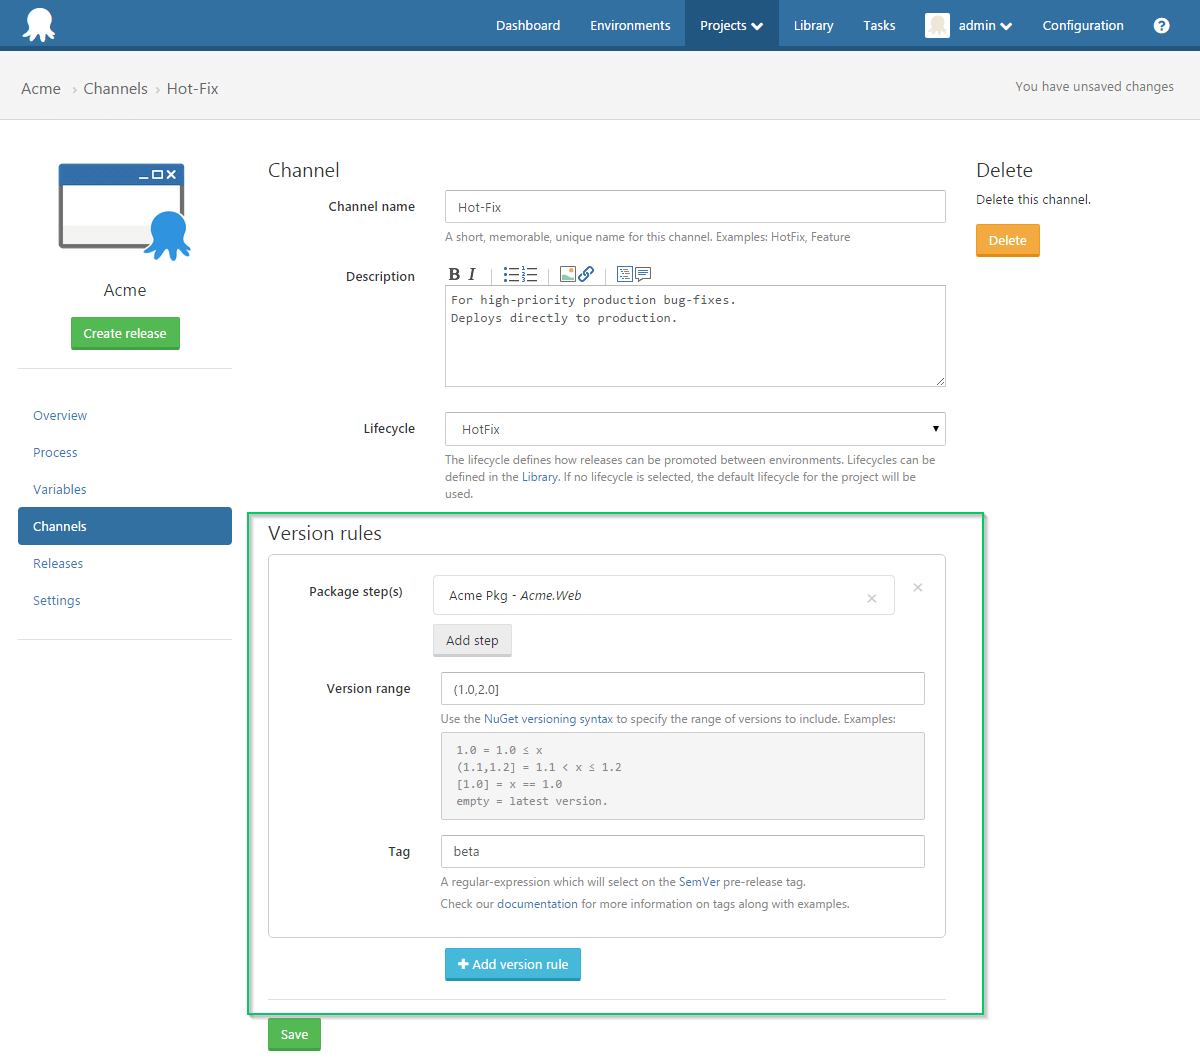 Dashboard Environments Projects Library Tasks admin Configuration ?
Acme › Channels › Hot-Fix
You have unsaved changes
Acme
Create release
Overview
Process
Variables
Channels
Releases
Settings
Channel
Channel name
Hot-Fix
A short, memorable, unique name for this channel. Examples: HotFix, Feature
Description
B I
For high-priority production bug-fixes.
Deploys directly to production.
Lifecycle
HotFix
The lifecycle defines how releases can be promoted between environments. Lifecycles can be
defined in the Library. If no lifecycle is selected, the default lifecycle for the project will be
used.
Version rules
Package step(s)
Acme Pkg - Acme.Web
Add step
Version range
(1.0,2.0]
Use the NuGet versioning syntax to specify the range of versions to include. Examples:
1.0 = 1.0 ≤ x
(1.1,1.2] = 1.1 < x ≤ 1.2
[1.0] = x == 1.0
empty = latest version.
Tag
beta
A regular-expression which will select on the SemVer pre-release tag.
Check our documentation for more information on tags along with examples.
Add version rule
Save
Delete
Delete this channel.
Delete